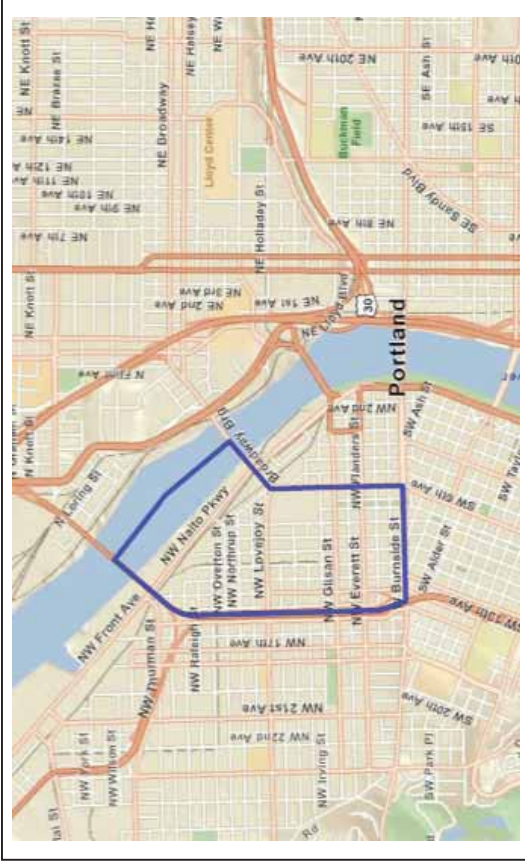 NE Knott St
NE Brazee St
NE 14th Ave
NE 12th A
NE 11th Ave
NE 10th Ave
NE 9th Ave
NE 7th Ave
NE Broadway
NE Halsey
NE 20th Ave
Lloyd Center
NE Holladay St
NE 8th Ave
Buckman
Field
SE Ash St
SE 15th Ave
SE Sandy Blvd
NE Knott St
NE 3rd Ave
NE 2nd Ave
NE 1st Ave
NE Lloyd Blvd
30
Portland
N Flint Ave
N Knott St
N Loring St
Broadway Brg
NW 2nd Ave
NW Naito Pkwy
NW Front Ave
NW Overton St
NW Northrup St
NW Lovejoy St
NW Glisan St
NW Flanders St
NW Everett St
Burnside St
SW Ash St
SW 6th Ave
SW Alder St
SW 13th Ave
NW Thurman St
NW Raleigh St
NW 17th Ave
NW 21st Ave
NW 22nd Ave
SW 20th Ave
NW York St
NW Wilson St
NW Irving St
SW Park Pl
Rd